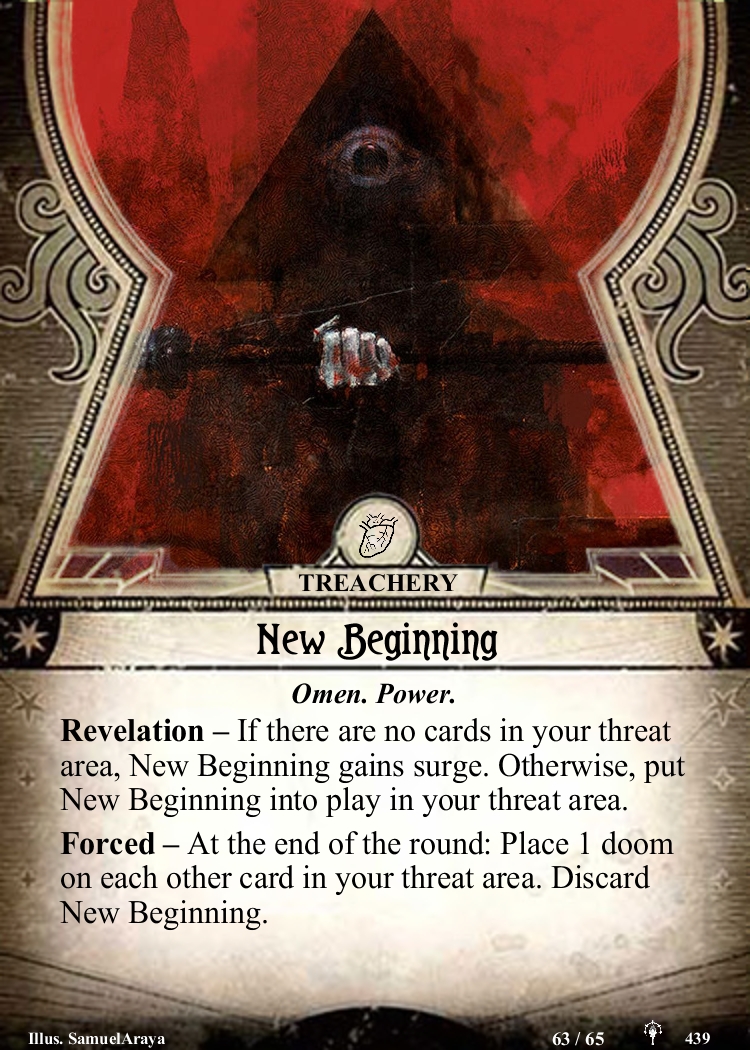 TREACHERY
New Beginning
Omen. Power.
Revelation – If there are no cards in your threat
area, New Beginning gains surge. Otherwise, put
New Beginning into play in your threat area.
Forced – At the end of the round: Place 1 doom
on each other card in your threat area. Discard
New Beginning.
Illus. SamuelAraya
63 / 65
439